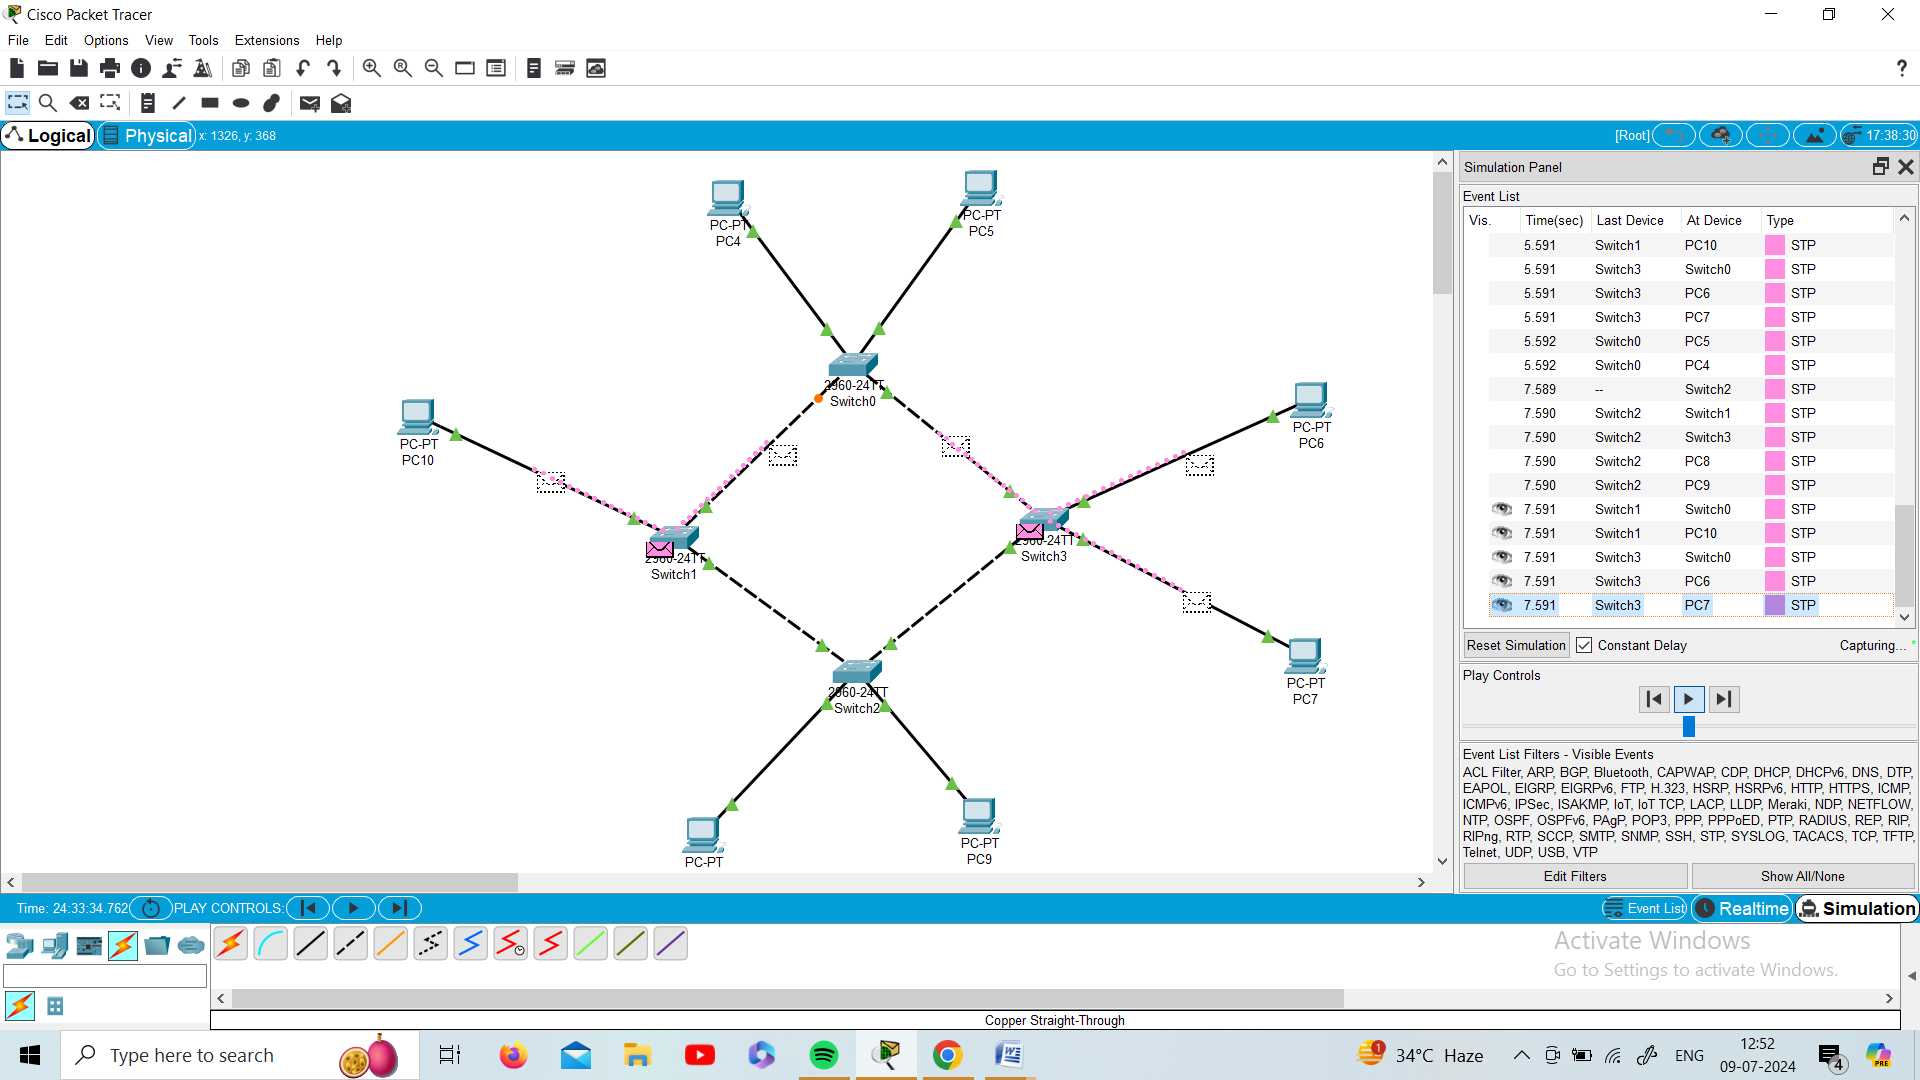 Cisco Packet Tracer
File Edit Options View Tools Extensions Help
?
Logical Physical x: 1326, y: 368 [Root] 17:38:30
PC-PT
PC4
PC-PT
PC5
2960-24TT
Switch0
PC-PT
PC6
PC-PT
PC10
2960-24TT
Switch1
2960-24TT
Switch3
PC-PT
PC7
2960-24TT
Switch2
PC-PT
PC-PT
PC9
Simulation Panel
Event List
Vis. Time(sec) Last Device At Device Type
5.591 Switch1 PC10 STP
5.591 Switch3 Switch0 STP
5.591 Switch3 PC6 STP
5.591 Switch3 PC7 STP
5.592 Switch0 PC5 STP
5.592 Switch0 PC4 STP
7.589 -- Switch2 STP
7.590 Switch2 Switch1 STP
7.590 Switch2 Switch3 STP
7.590 Switch2 PC8 STP
7.590 Switch2 PC9 STP
7.591 Switch1 Switch0 STP
7.591 Switch1 PC10 STP
7.591 Switch3 Switch0 STP
7.591 Switch3 PC6 STP
7.591 Switch3 PC7 STP
Reset Simulation Constant Delay Capturing... *
Play Controls
Event List Filters - Visible Events
ACL Filter, ARP, BGP, Bluetooth, CAPWAP, CDP, DHCP, DHCPv6, DNS, DTP,
EAPOL, EIGRP, EIGRPv6, FTP, H.323, HSRP, HSRPv6, HTTP, HTTPS, ICMP,
ICMPv6, IPSec, ISAKMP, IoT, IoT TCP, LACP, LLDP, Meraki, NDP, NETFLOW,
NTP, OSPF, OSPFv6, PAgP, POP3, PPP, PPPoED, PTP, RADIUS, REP, RIP,
RIPng, RTP, SCCP, SMTP, SNMP, SSH, STP, SYSLOG, TACACS, TCP, TFTP,
Telnet, UDP, USB, VTP
Edit Filters Show All/None
Time: 24:33:34.762 PLAY CONTROLS: Event List Realtime Simulation
Activate Windows
Go to Settings to activate Windows.
Copper Straight-Through
Type here to search 1 34°C Haze ENG 12:52
09-07-2024
4
PRE